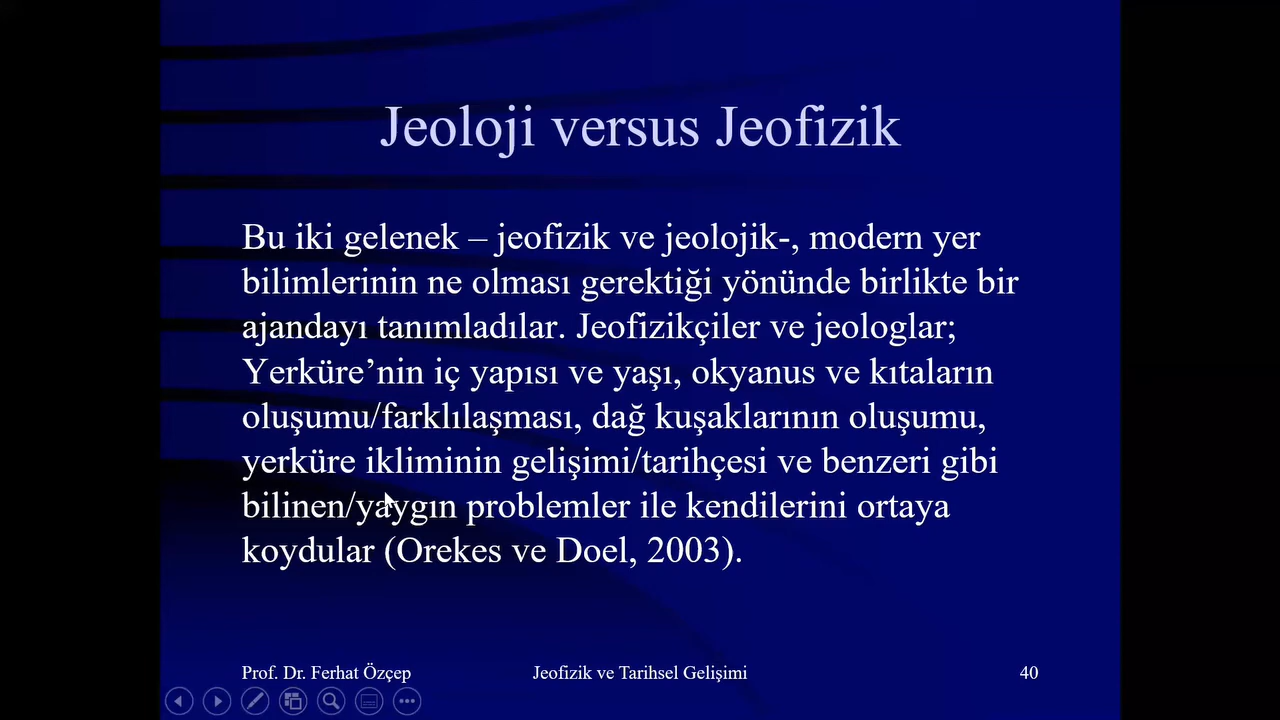 Jeoloji versus Jeofizik
Bu iki gelenek – jeofizik ve jeolojik-, modern yer
bilimlerinin ne olması gerektiği yönünde birlikte bir
ajandayı tanımladılar. Jeofizikçiler ve jeologlar;
Yerküre’nin iç yapısı ve yaşı, okyanus ve kıtaların
oluşumu/farklılaşması, dağ kuşaklarının oluşumu,
yerküre ikliminin gelişimi/tarihçesi ve benzeri gibi
bilinen/yaygın problemler ile kendilerini ortaya
koydular (Orekes ve Doel, 2003).
Prof. Dr. Ferhat Özçep
Jeofizik ve Tarihsel Gelişimi
40